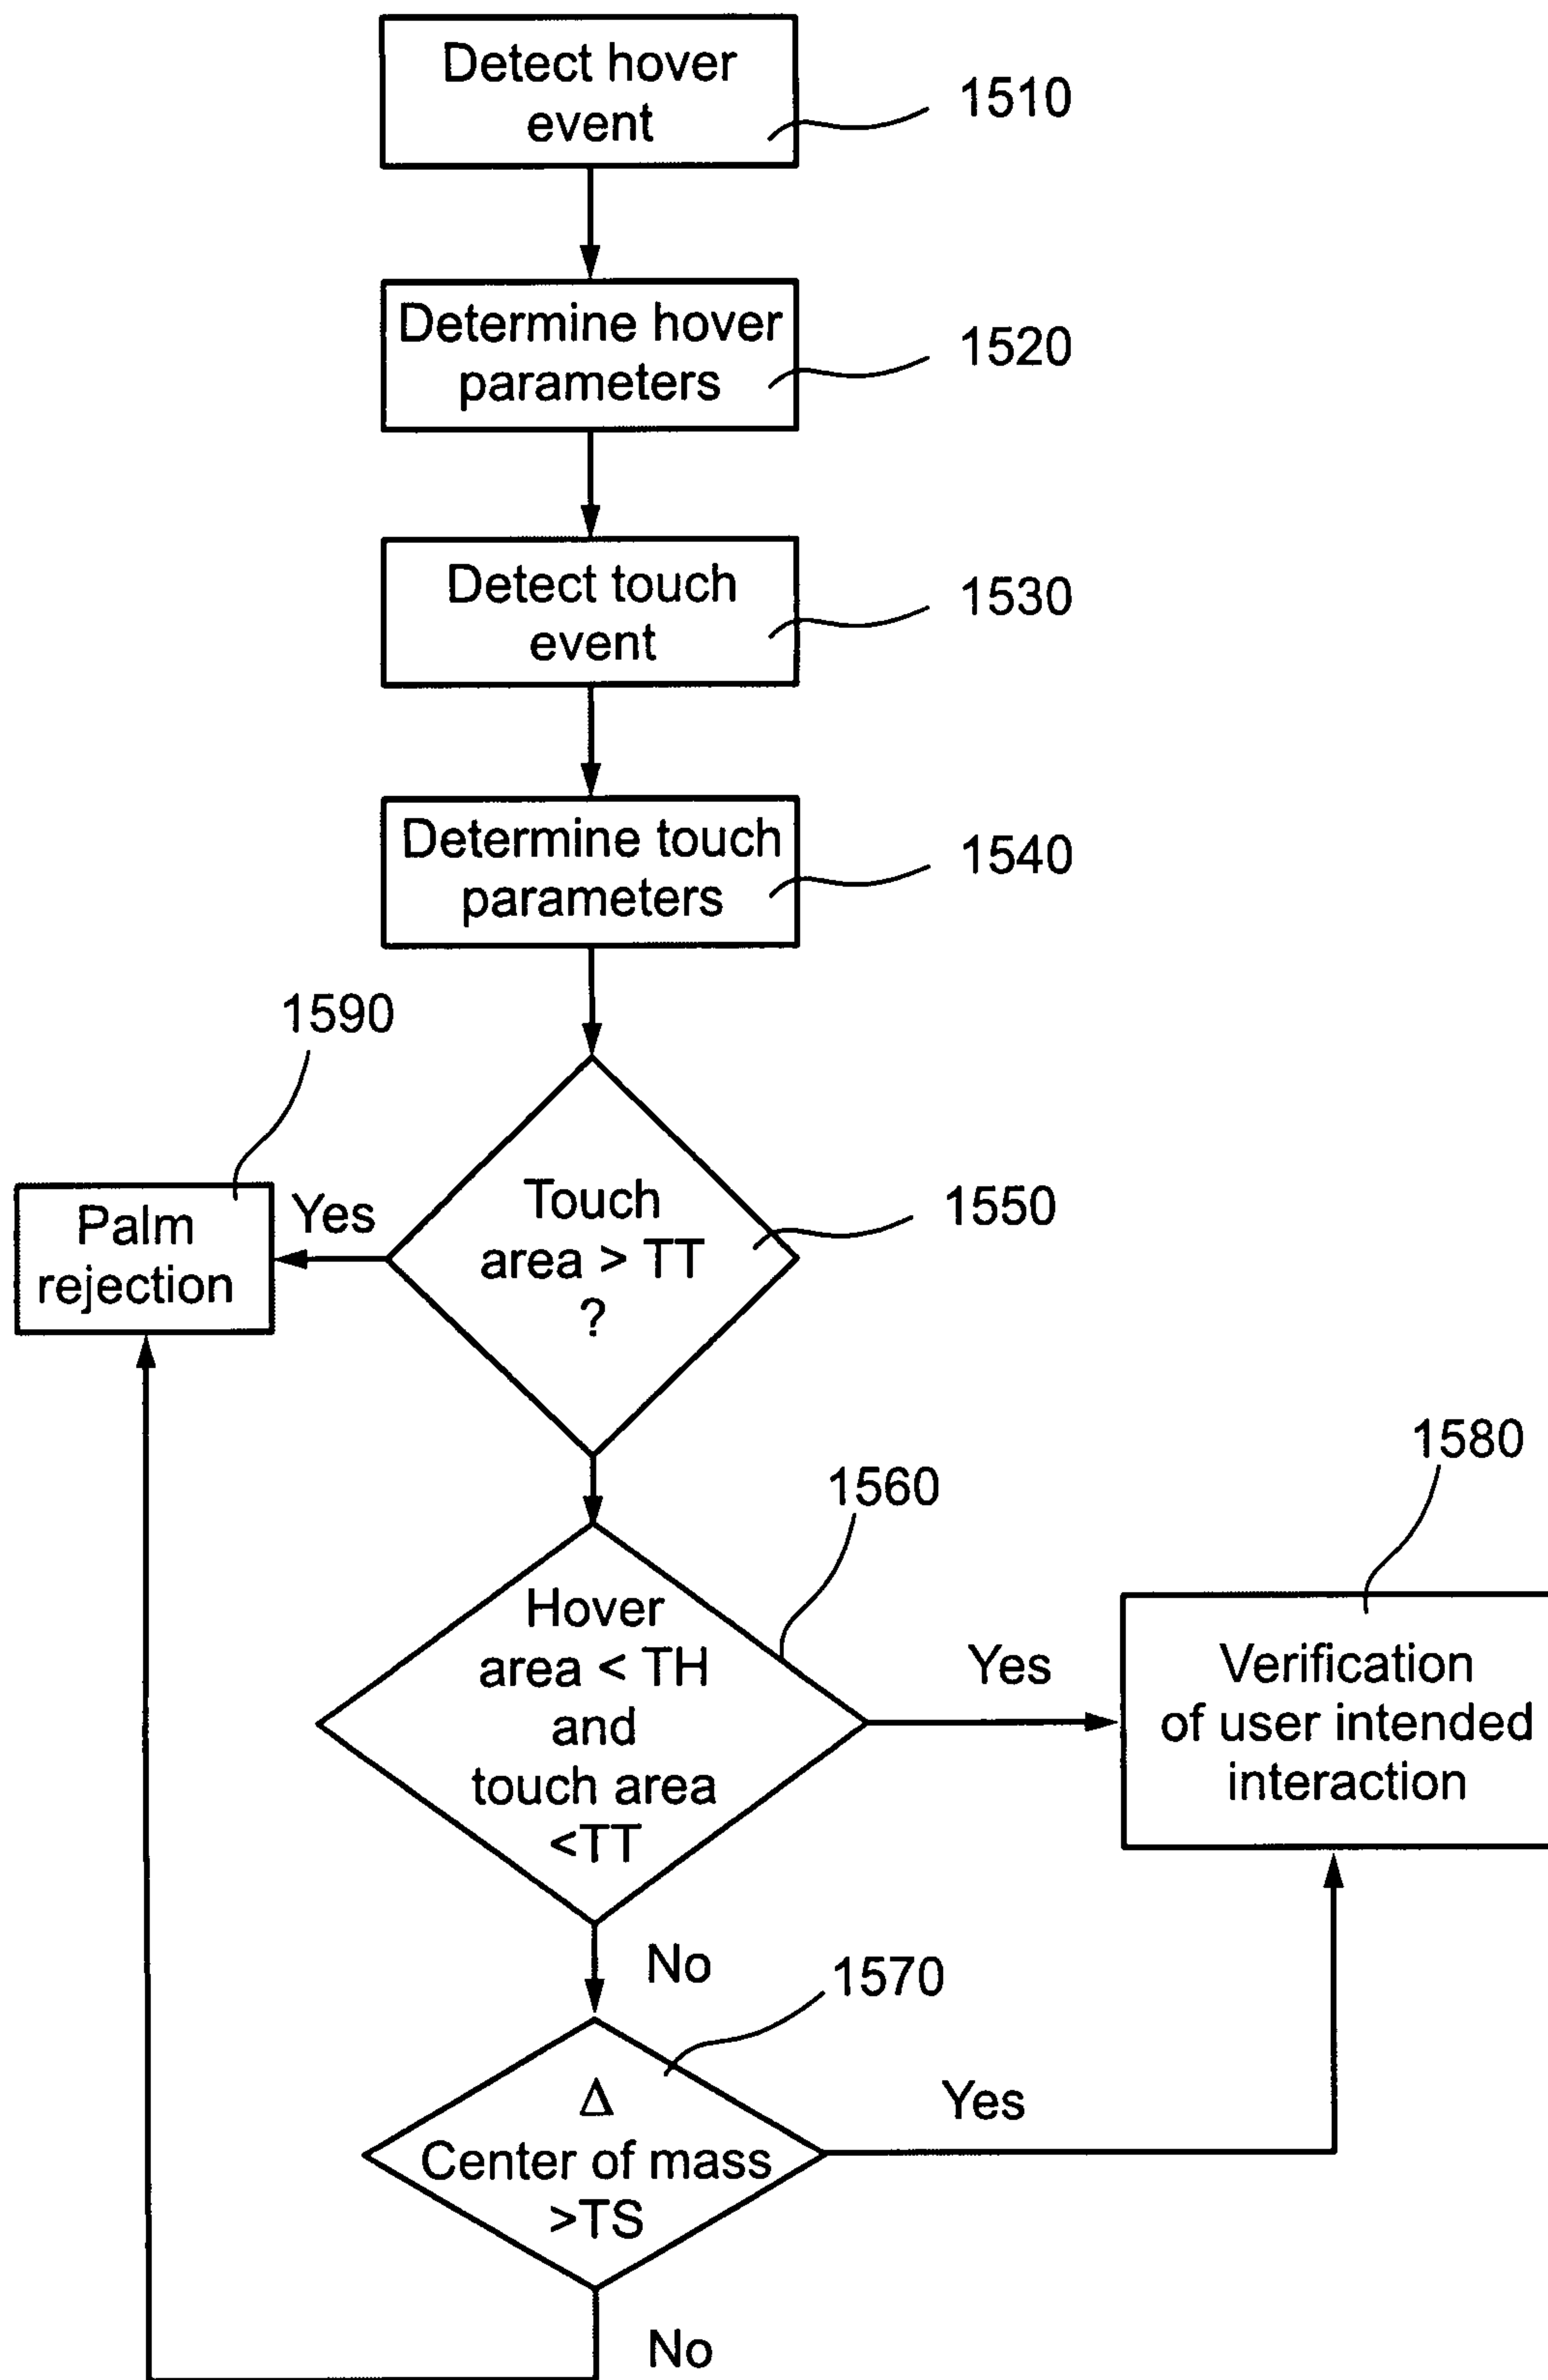 Detect hover
event
1510
Determine hover
parameters
1520
Detect touch
event
1530
Determine touch
parameters
1540
1590
Palm
rejection
Yes
Touch
area > TT
?
1550
1560
1580
Hover
area < TH
and
touch area
<TT
Yes
Verification
of user intended
interaction
No
1570
Δ
Center of mass
>TS
Yes
No